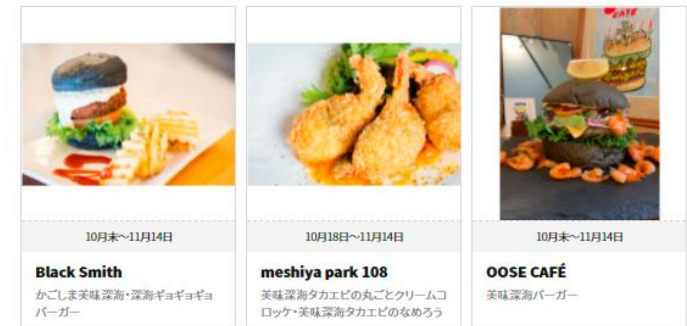 10月末～11月14日
Black Smith
かごしま美味深海・深海ギョギョギョ
バーガー
10月18日～11月14日
meshiya park 108
美味深海タカエビの丸ごとクリームコ
ロッケ・美味深海タカエビのなめろう
10月末～11月14日
OOSE CAFÉ
美味深海バーガー